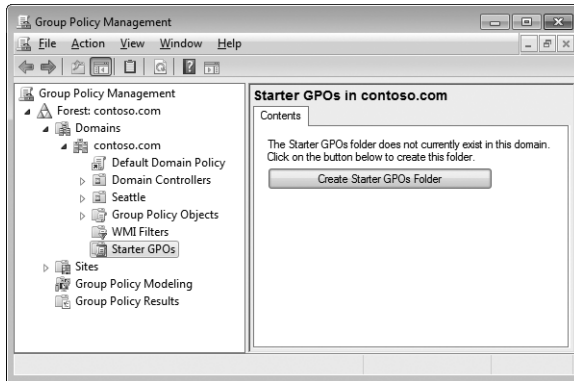 Group Policy Management
File Action View Window Help
Group Policy Management
Forest: contoso.com
Domains
contoso.com
Default Domain Policy
Domain Controllers
Seattle
Group Policy Objects
WMI Filters
Starter GPOs
Sites
Group Policy Modeling
Group Policy Results
Starter GPOs in contoso.com
Contents
The Starter GPOs folder does not currently exist in this domain.
Click on the button below to create this folder.
Create Starter GPOs Folder